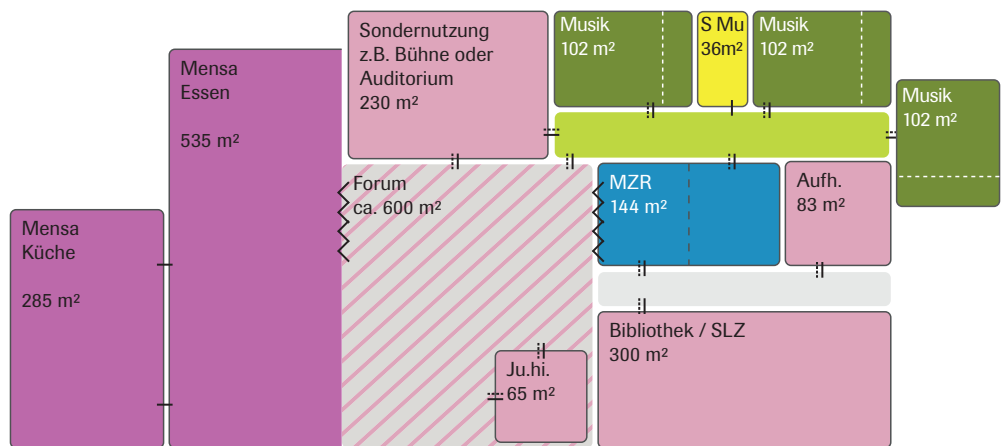 Mensa
Essen
535 m²
Mensa
Küche
285 m²
Sondernutzung
z.B. Bühne oder
Auditorium
230 m²
Musik
102 m²
S Mu
36m²
Musik
102 m²
Musik
102 m²
Forum
ca. 600 m²
MZR
144 m²
Aufh.
83 m²
Bibliothek / SLZ
300 m²
Ju.hi.
65 m²